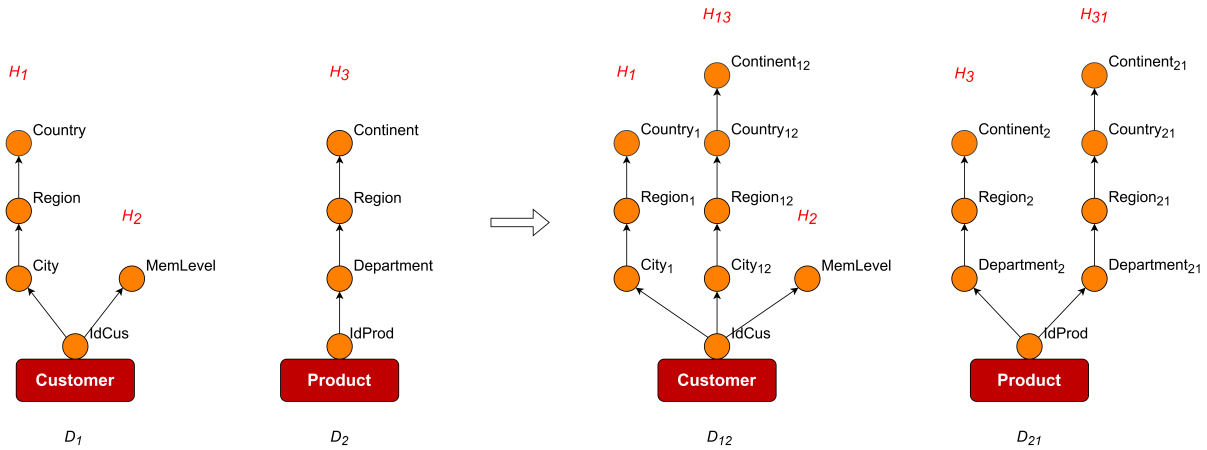 H13
H31
H1
H3
H1
H3
Continent12
Continent21
Country
Continent
Country1
Country12
Continent2
Country21
Region
Region
Region1
Region12
Region2
Region21
H2
H2
City
MemLevel
Department
City1
City12
MemLevel
Department2
Department21
IdCus
IdProd
IdCus
IdProd
Customer
Product
Customer
Product
D1
D2
D12
D21